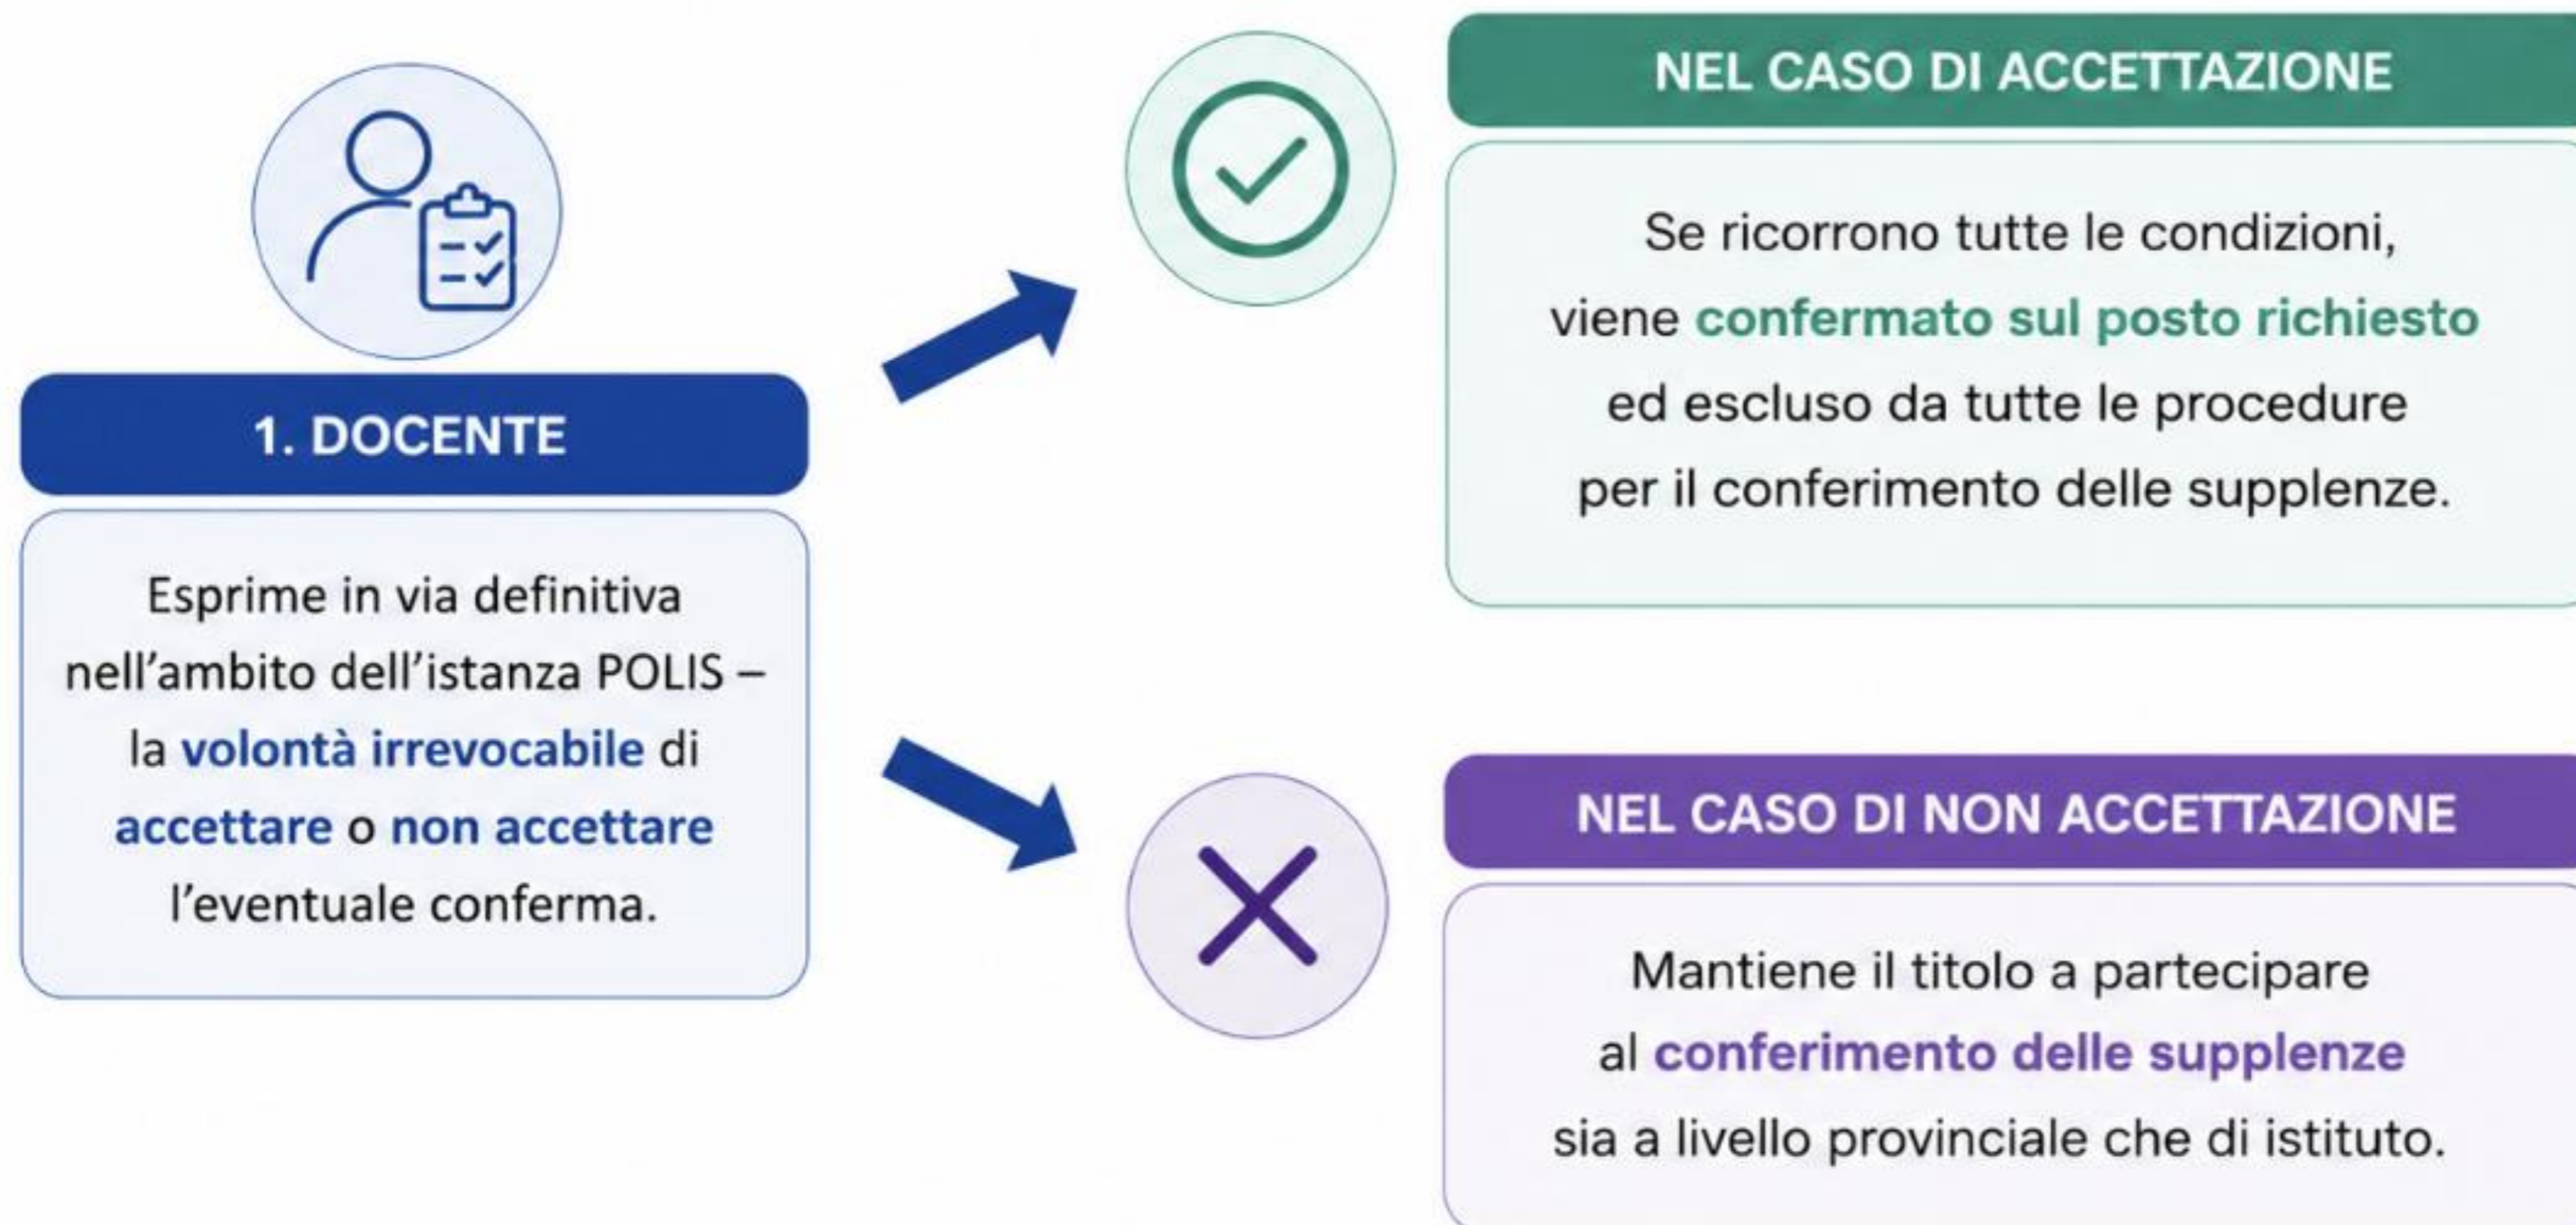 1. DOCENTE
Esprime in via definitiva
nell’ambito dell’istanza POLIS –
la volontà irrevocabile di
accettare o non accettare
l’eventuale conferma.
NEL CASO DI ACCETTAZIONE
Se ricorrono tutte le condizioni,
viene confermato sul posto richiesto
ed escluso da tutte le procedure
per il conferimento delle supplenze.
NEL CASO DI NON ACCETTAZIONE
Mantiene il titolo a partecipare
al conferimento delle supplenze
sia a livello provinciale che di istituto.